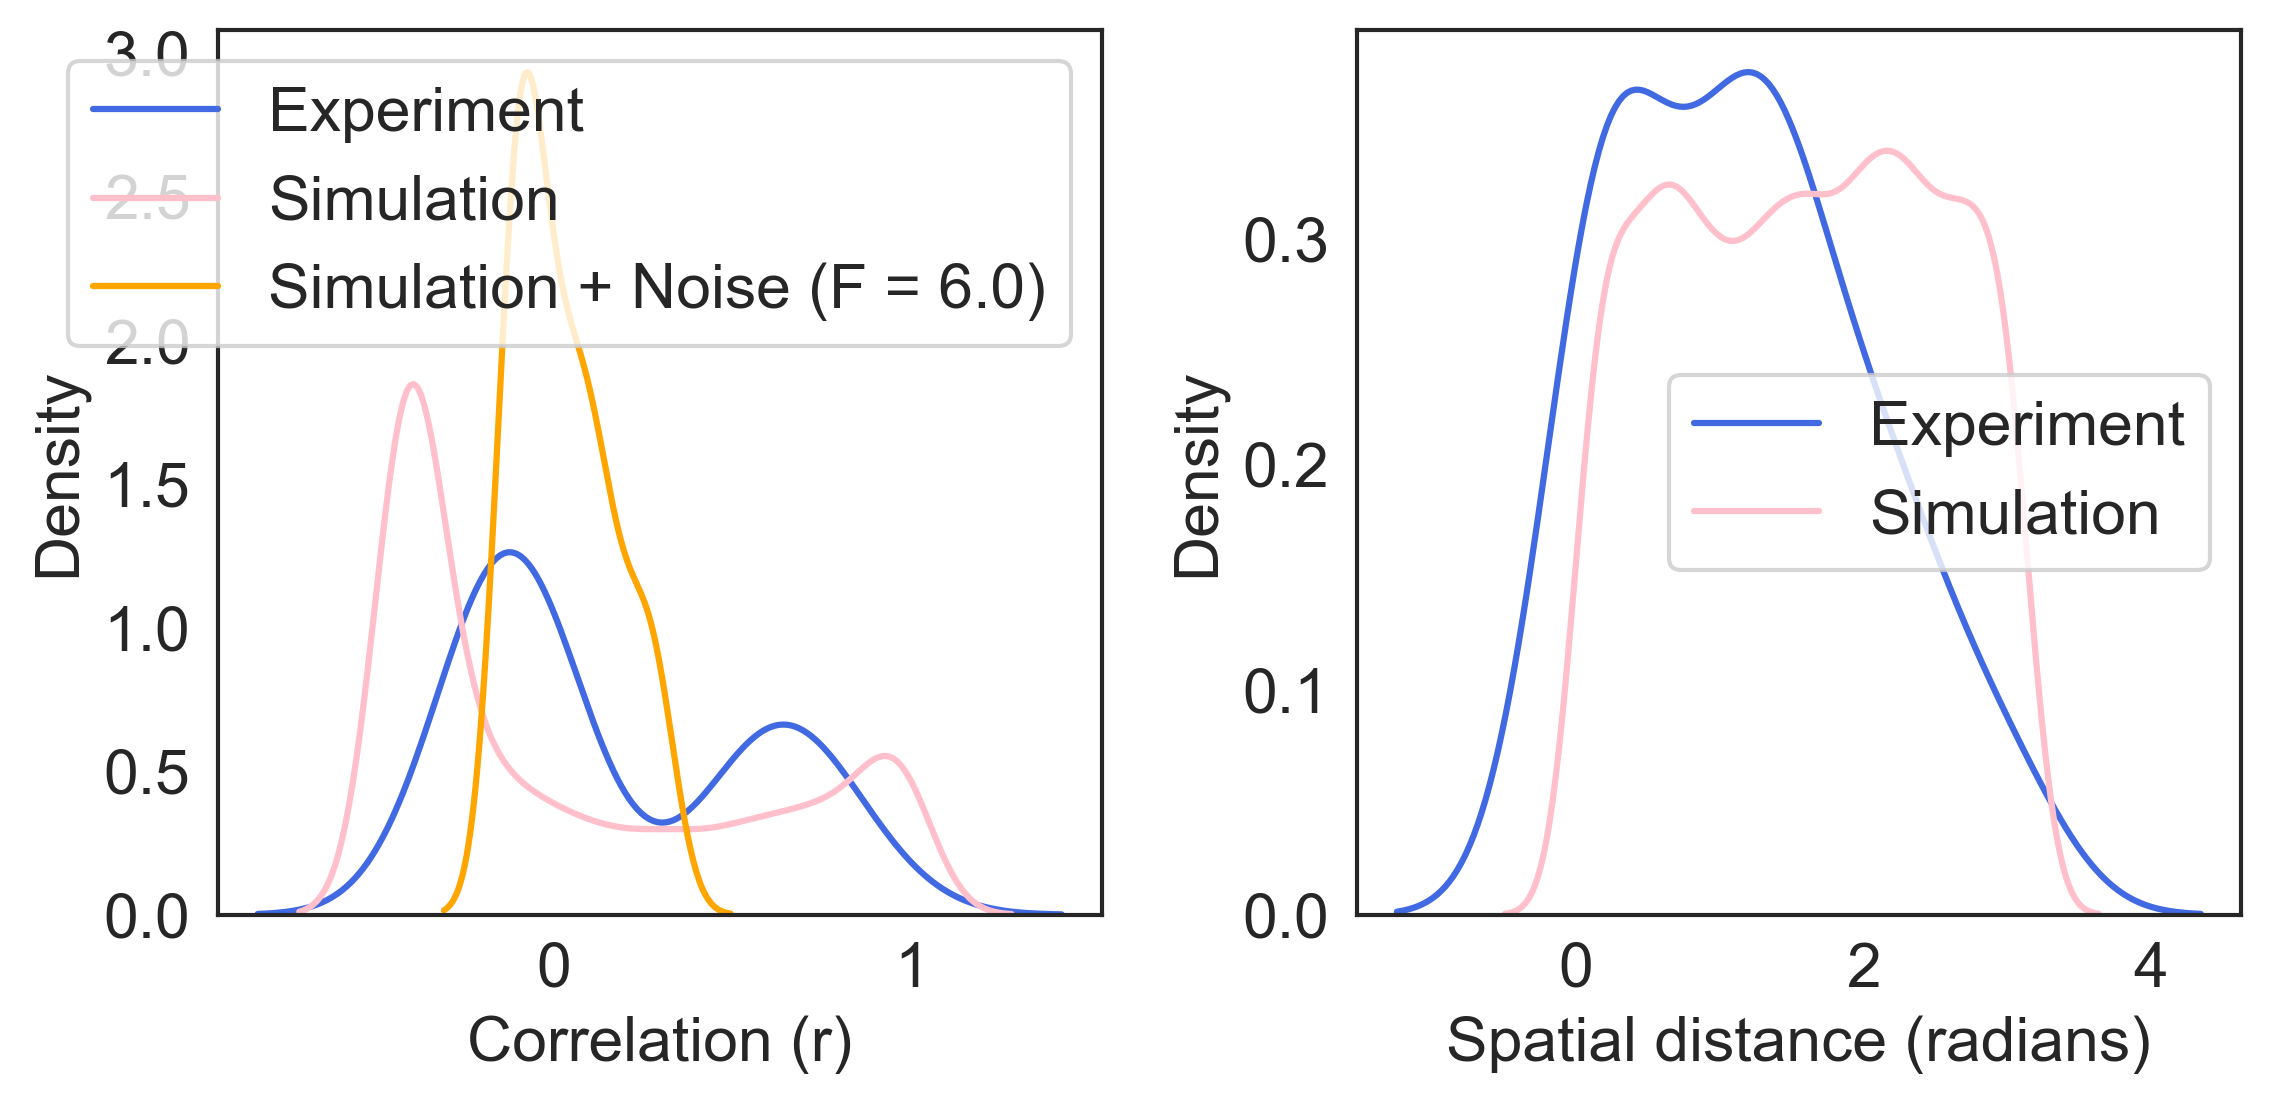 3.0
2.5
2.0
1.5
1.0
0.5
0.0
Density
Experiment
Simulation
Simulation + Noise (F = 6.0)
0 1
Correlation (r)
0.3
0.2
0.1
0.0
Density
Experiment
Simulation
0 2 4
Spatial distance (radians)